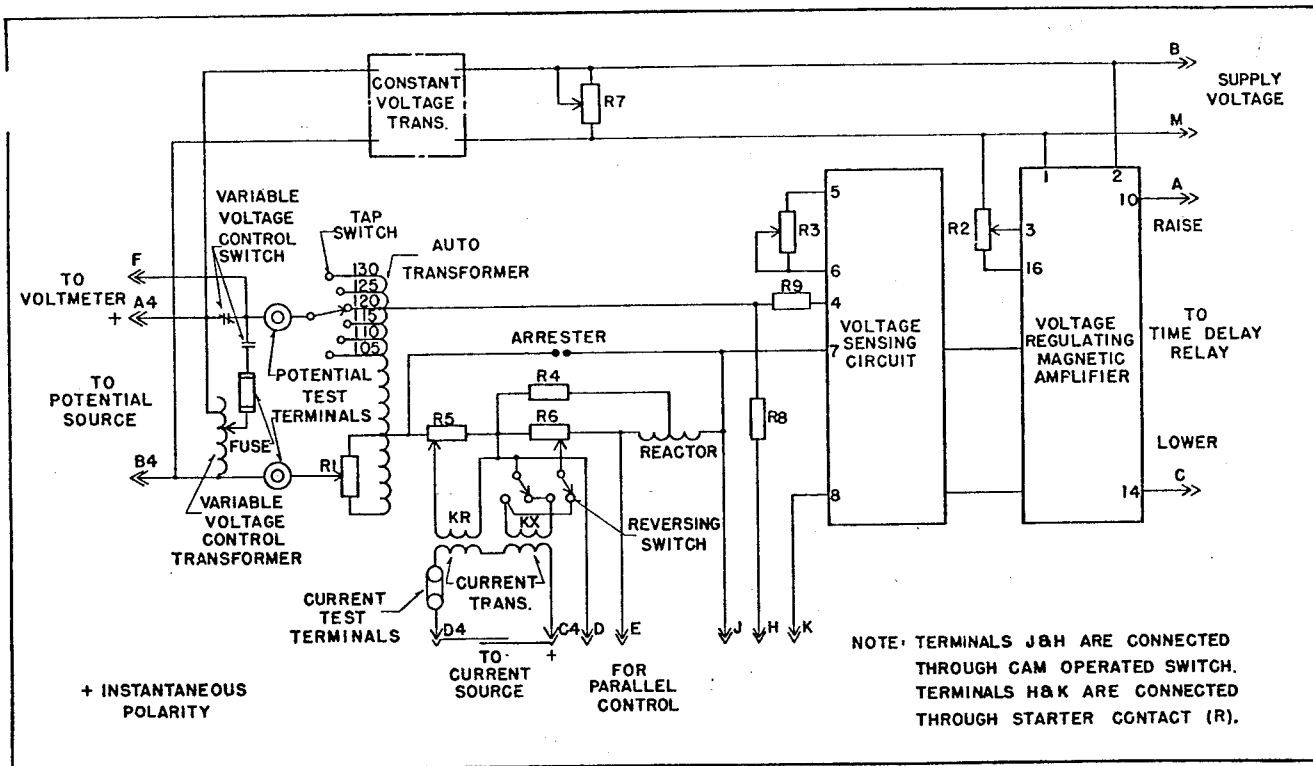 CONSTANT
VOLTAGE
TRANS.
R7
B
SUPPLY
VOLTAGE
M
VARIABLE
VOLTAGE
CONTROL
SWITCH
TAP
SWITCH
AUTO
TRANSFORMER
130
125
120
115
110
105
F
TO
VOLTMETER
A4
+
TO
POTENTIAL
SOURCE
B4
POTENTIAL
TEST
TERMINALS
FUSE
VARIABLE
VOLTAGE
CONTROL
TRANSFORMER
R1
ARRESTER
R4
R5
R6
REACTOR
KR
KX
REVERSING
SWITCH
CURRENT
TRANS.
CURRENT
TEST
TERMINALS
D4
C4
D
E
J
H
K
TO
CURRENT
SOURCE
+
FOR
PARALLEL
CONTROL
R3
R9
R8
5
6
4
7
8
VOLTAGE
SENSING
CIRCUIT
R2
1
2
3
16
10
14
VOLTAGE
REGULATING
MAGNETIC
AMPLIFIER
A
RAISE
TO
TIME DELAY
RELAY
LOWER
C
+ INSTANTANEOUS
POLARITY
NOTE: TERMINALS J&H ARE CONNECTED
THROUGH CAM OPERATED SWITCH.
TERMINALS H&K ARE CONNECTED
THROUGH STARTER CONTACT (R).